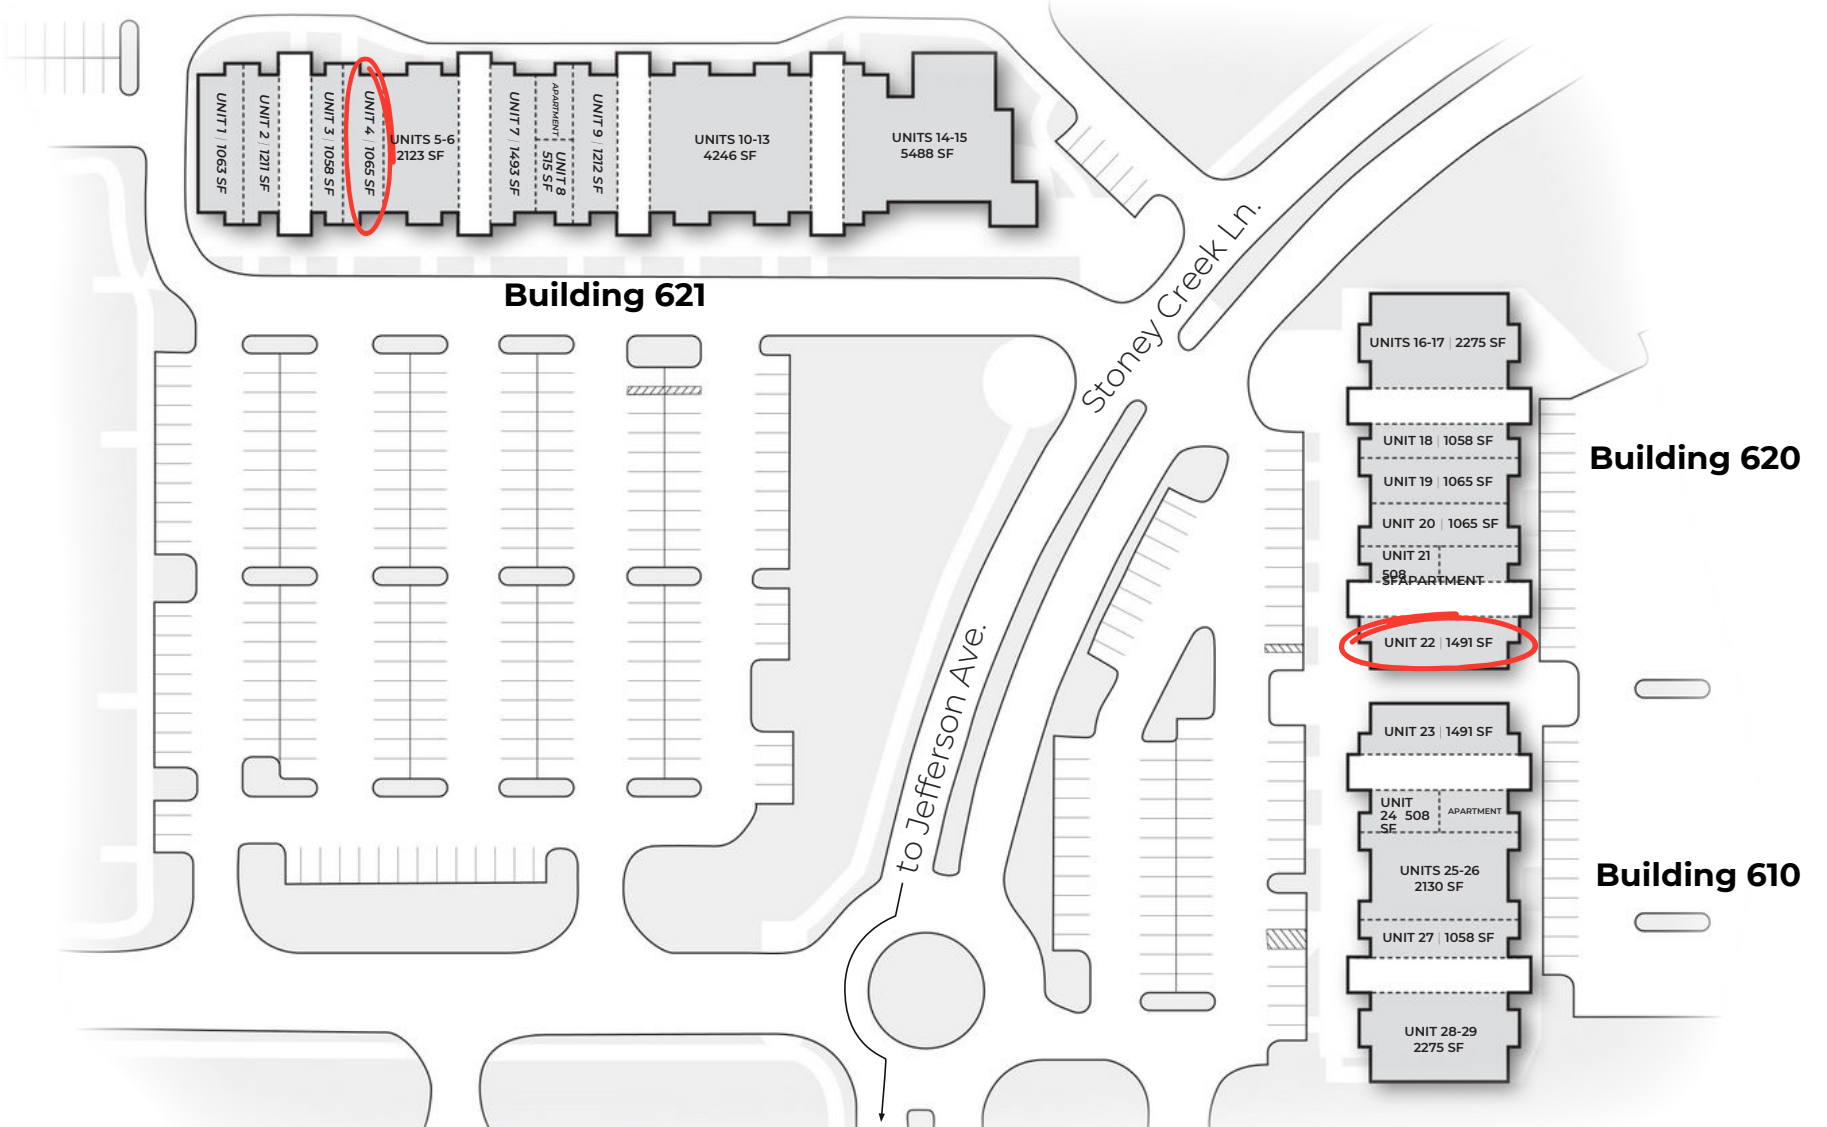 UNIT 1 | 1063 SF
UNIT 2 | 1211 SF
UNIT 3 | 1058 SF
UNIT 4 | 1065 SF
UNITS 5-6
2123 SF
UNIT 7 | 1493 SF
APARTMENT
UNIT 8
515 SF
UNIT 9 | 1212 SF
UNITS 10-13
4246 SF
UNITS 14-15
5488 SF
Building 621
Stoney Creek Ln.
to Jefferson Ave.
UNITS 16-17 | 2275 SF
UNIT 18 | 1058 SF
UNIT 19 | 1065 SF
UNIT 20 | 1065 SF
UNIT 21
508
SFAPARTMENT
UNIT 22 | 1491 SF
Building 620
UNIT 23 | 1491 SF
UNIT
24 508
SF
APARTMENT
UNITS 25-26
2130 SF
UNIT 27 | 1058 SF
UNIT 28-29
2275 SF
Building 610